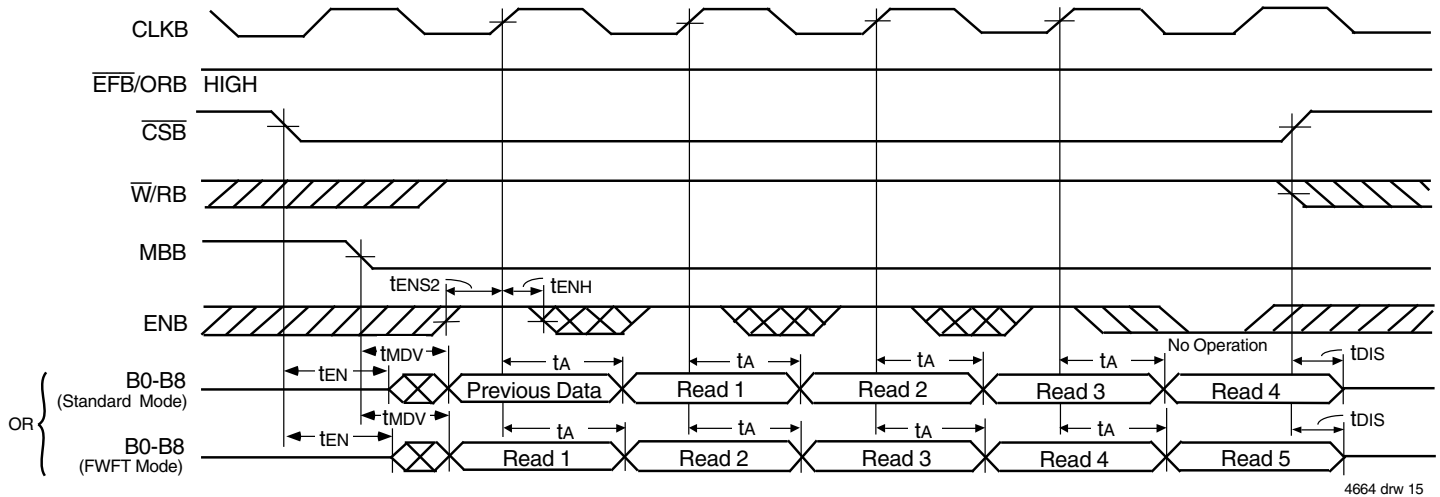 CLKB
EFB/ORB HIGH
CSB
W/RB
MBB
tENS2 tENH
ENB
No Operation
tMDV tA tA tA tA tDIS
tEN
B0-B8 Previous Data Read 1 Read 2 Read 3 Read 4
(Standard Mode)
OR
tMDV tDIS
tEN tA tA tA tA
B0-B8 Read 1 Read 2 Read 3 Read 4 Read 5
(FWFT Mode)
4664 drw 15